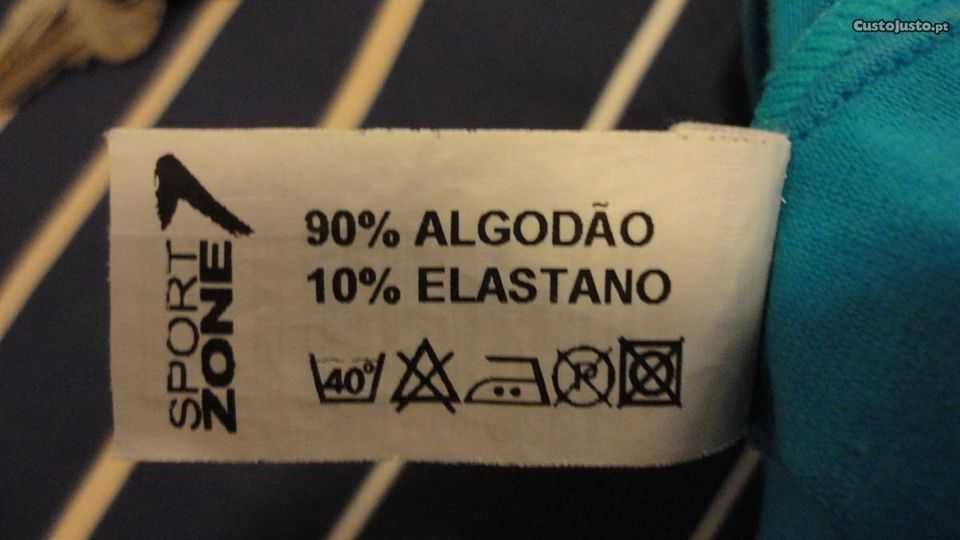 CustoJusto.pt
SPORT
ZONE
90% ALGODÃO
10% ELASTANO
40°
P